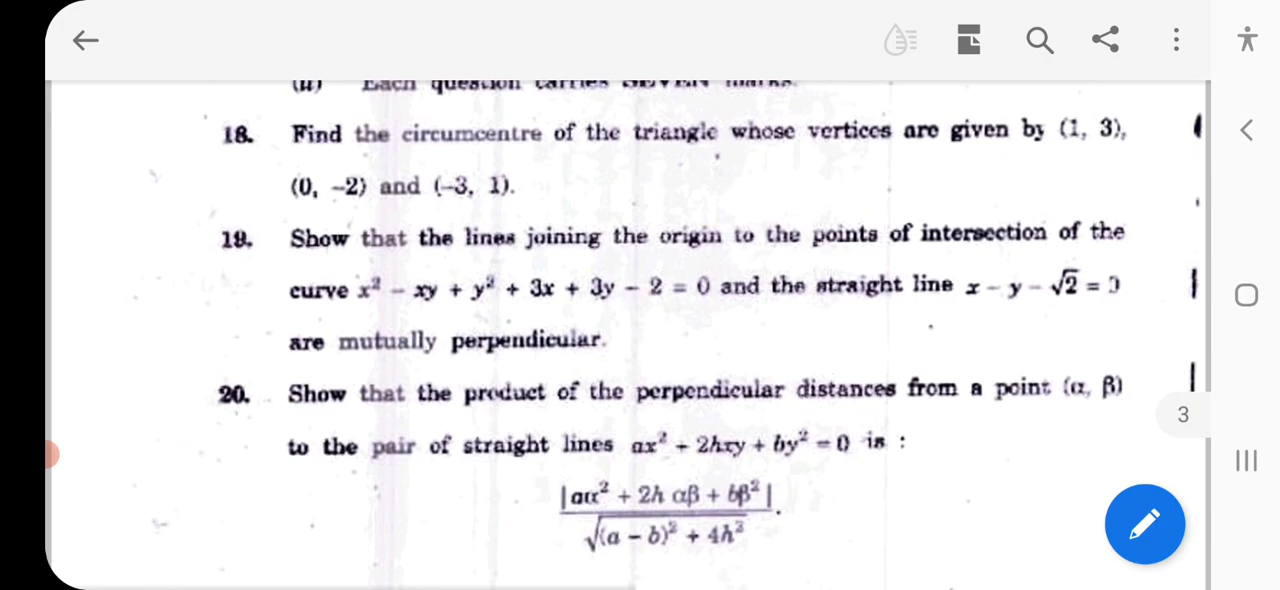 (ii) Each question carries SEVEN marks.
18. Find the circumcentre of the triangle whose vertices are given by (1, 3),
(0, –2) and (–3, 1).
19. Show that the lines joining the origin to the points of intersection of the
curve x² – xy + y² + 3x + 3y – 2 = 0 and the straight line x – y – √2 = 0
are mutually perpendicular.
20. Show that the product of the perpendicular distances from a point (α, β)
3
to the pair of straight lines ax² + 2hxy + by² = 0 is :
|aα² + 2h αβ + bβ²|
√(a – b)² + 4h² .